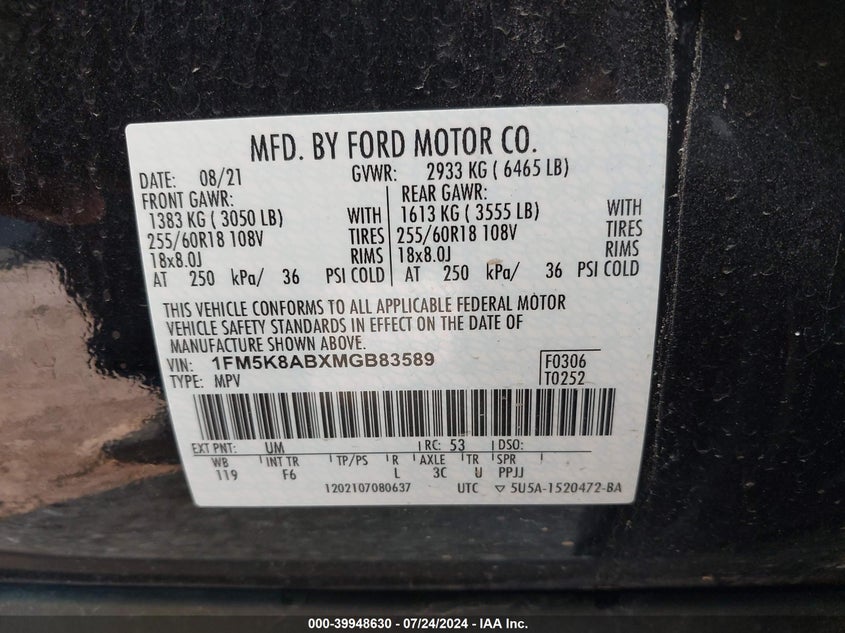 MFD. BY FORD MOTOR CO.
DATE: 08/21 GVWR: 2933 KG ( 6465 LB)
FRONT GAWR: REAR GAWR:
1383 KG ( 3050 LB) WITH 1613 KG ( 3555 LB) WITH
255/60R18 108V TIRES 255/60R18 108V TIRES
18x8.0J RIMS 18x8.0J RIMS
AT 250 kPa/ 36 PSI COLD AT 250 kPa/ 36 PSI COLD
THIS VEHICLE CONFORMS TO ALL APPLICABLE FEDERAL MOTOR
VEHICLE SAFETY STANDARDS IN EFFECT ON THE DATE OF
MANUFACTURE SHOWN ABOVE.
VIN: 1FM5K8ABXMGB83589 F0306
TYPE: MPV T0252
EXT PNT: UM RC: 53 DSO:
WB INT TR TP/PS R AXLE TR SPR
119 F6 L 3C U PPJJ
1202107080637 UTC ▽ 5U5A-1520472-BA
000-39948630 - 07/24/2024 - IAA Inc.